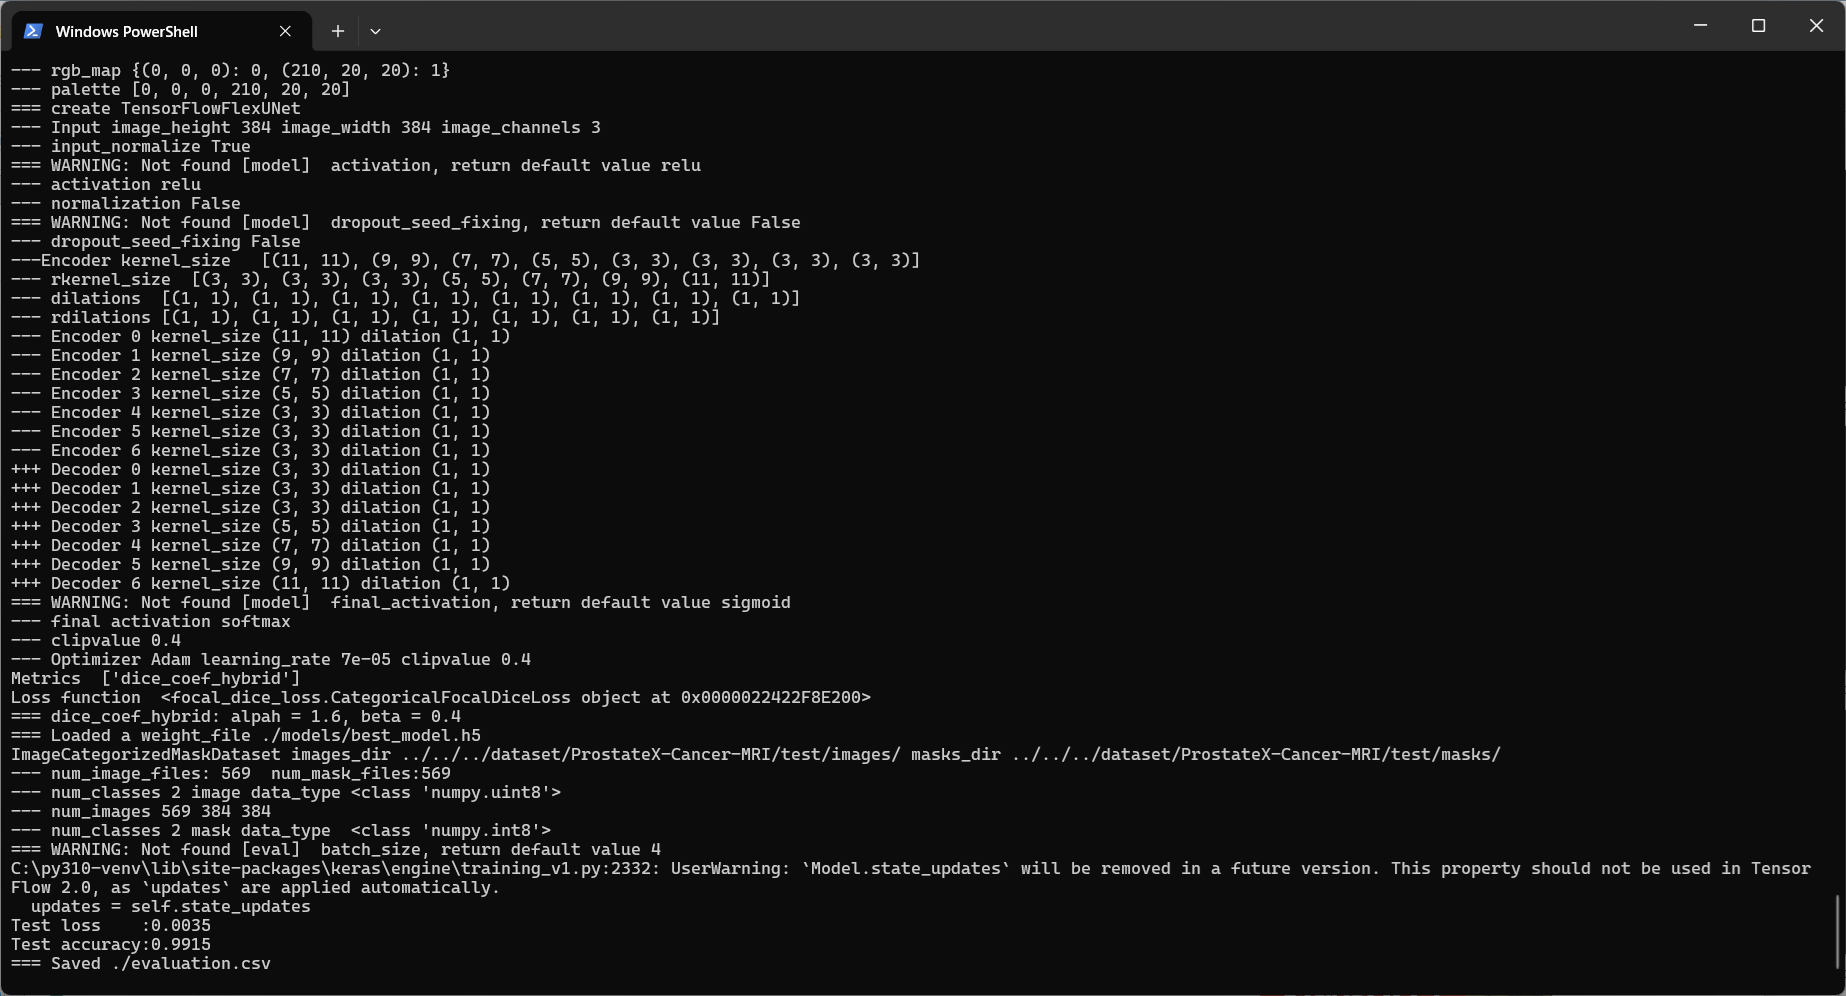 Windows PowerShell
--- rgb_map {(0, 0, 0): 0, (210, 20, 20): 1}
--- palette [0, 0, 0, 210, 20, 20]
=== create TensorFlowFlexUNet
--- Input image_height 384 image_width 384 image_channels 3
--- input_normalize True
=== WARNING: Not found [model]  activation, return default value relu
--- activation relu
--- normalization False
=== WARNING: Not found [model]  dropout_seed_fixing, return default value False
--- dropout_seed_fixing False
---Encoder kernel_size   [(11, 11), (9, 9), (7, 7), (5, 5), (3, 3), (3, 3), (3, 3), (3, 3)]
--- rkernel_size  [(3, 3), (3, 3), (3, 3), (5, 5), (7, 7), (9, 9), (11, 11)]
--- dilations  [(1, 1), (1, 1), (1, 1), (1, 1), (1, 1), (1, 1), (1, 1), (1, 1)]
--- rdilations [(1, 1), (1, 1), (1, 1), (1, 1), (1, 1), (1, 1), (1, 1)]
--- Encoder 0 kernel_size (11, 11) dilation (1, 1)
--- Encoder 1 kernel_size (9, 9) dilation (1, 1)
--- Encoder 2 kernel_size (7, 7) dilation (1, 1)
--- Encoder 3 kernel_size (5, 5) dilation (1, 1)
--- Encoder 4 kernel_size (3, 3) dilation (1, 1)
--- Encoder 5 kernel_size (3, 3) dilation (1, 1)
--- Encoder 6 kernel_size (3, 3) dilation (1, 1)
+++ Decoder 0 kernel_size (3, 3) dilation (1, 1)
+++ Decoder 1 kernel_size (3, 3) dilation (1, 1)
+++ Decoder 2 kernel_size (3, 3) dilation (1, 1)
+++ Decoder 3 kernel_size (5, 5) dilation (1, 1)
+++ Decoder 4 kernel_size (7, 7) dilation (1, 1)
+++ Decoder 5 kernel_size (9, 9) dilation (1, 1)
+++ Decoder 6 kernel_size (11, 11) dilation (1, 1)
=== WARNING: Not found [model]  final_activation, return default value sigmoid
--- final activation softmax
--- clipvalue 0.4
--- Optimizer Adam learning_rate 7e-05 clipvalue 0.4
Metrics  ['dice_coef_hybrid']
Loss function  <focal_dice_loss.CategoricalFocalDiceLoss object at 0x0000022422F8E200>
=== dice_coef_hybrid: alpah = 1.6, beta = 0.4
=== Loaded a weight_file ./models/best_model.h5
ImageCategorizedMaskDataset images_dir ../../../dataset/ProstateX-Cancer-MRI/test/images/ masks_dir ../../../dataset/ProstateX-Cancer-MRI/test/masks/
--- num_image_files: 569  num_mask_files:569
--- num_classes 2 image data_type <class 'numpy.uint8'>
--- num_images 569 384 384
--- num_classes 2 mask data_type  <class 'numpy.int8'>
=== WARNING: Not found [eval]  batch_size, return default value 4
C:\py310-venv\lib\site-packages\keras\engine\training_v1.py:2332: UserWarning: `Model.state_updates` will be removed in a future version. This property should not be used in Tensor
Flow 2.0, as `updates` are applied automatically.
  updates = self.state_updates
Test loss    :0.0035
Test accuracy:0.9915
=== Saved ./evaluation.csv